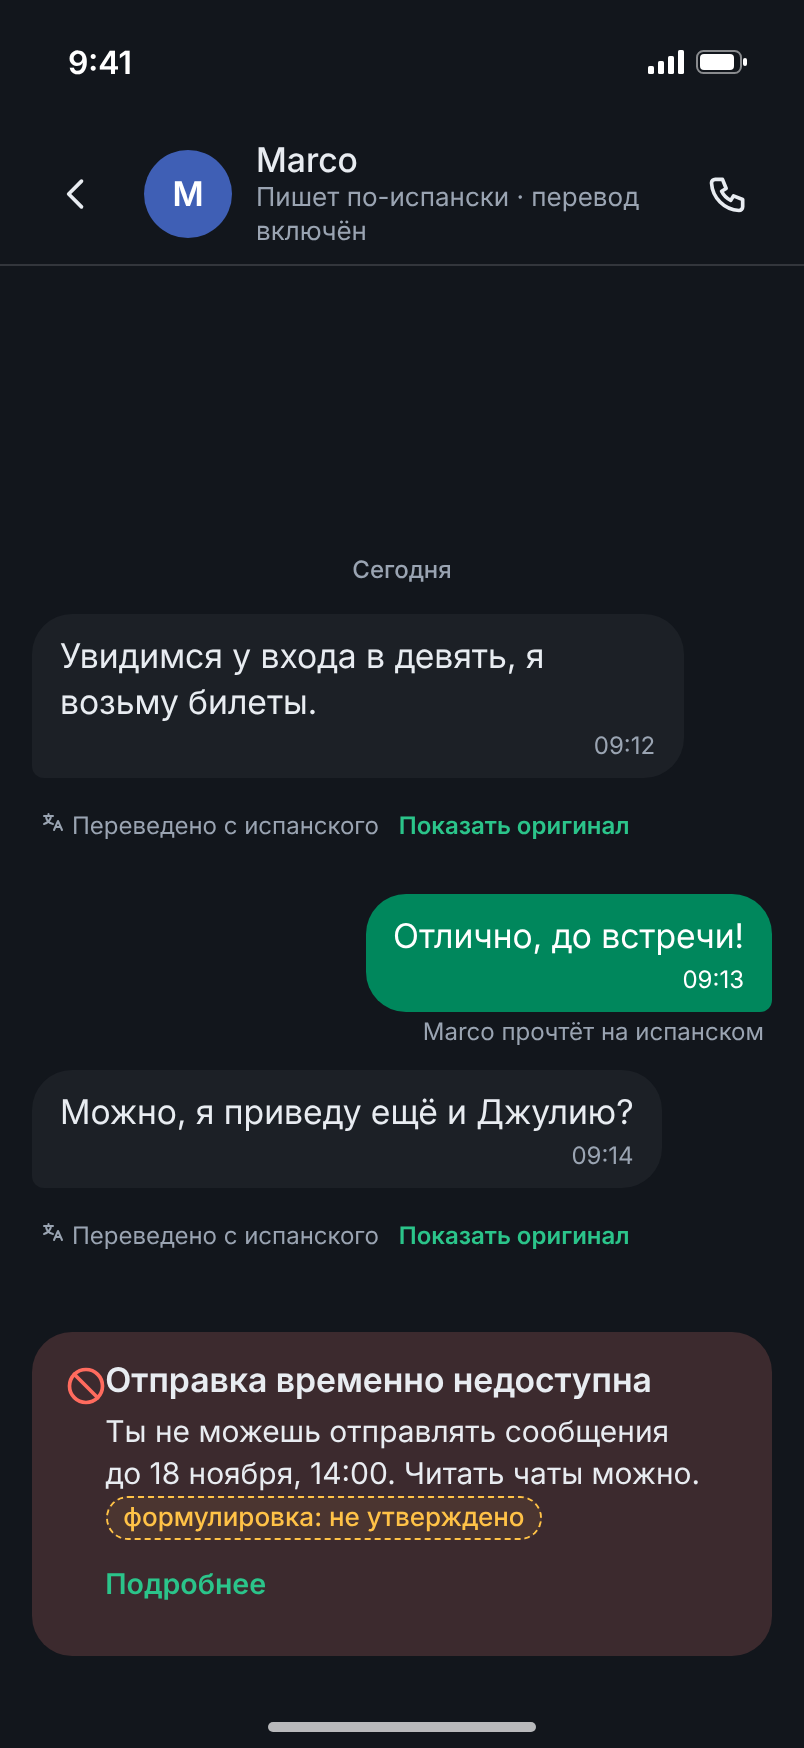 9:41
M
Marco
Пишет по-испански · перевод
включён
Сегодня
Увидимся у входа в девять, я
возьму билеты.
09:12
Переведено с испанского Показать оригинал
Отлично, до встречи!
09:13
Marco прочтёт на испанском
Можно, я приведу ещё и Джулию?
09:14
Переведено с испанского Показать оригинал
Отправка временно недоступна
Ты не можешь отправлять сообщения
до 18 ноября, 14:00. Читать чаты можно.
формулировка: не утверждено
Подробнее